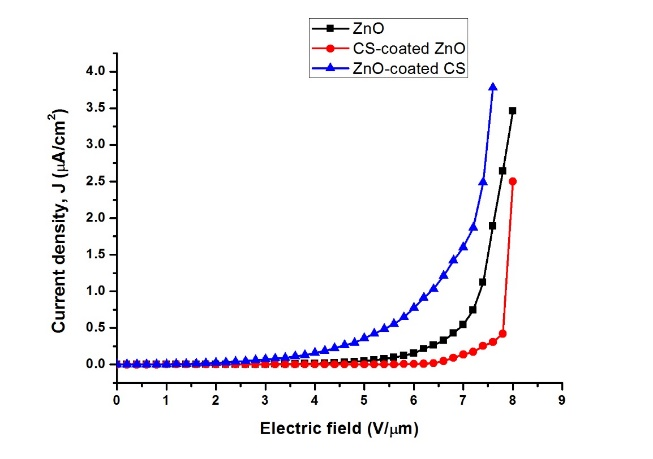 ZnO
CS-coated ZnO
ZnO-coated CS
4.0
3.5
3.0
2.5
2.0
1.5
1.0
0.5
0.0
Current density, J (μA/cm²)
0 1 2 3 4 5 6 7 8 9
Electric field (V/μm)